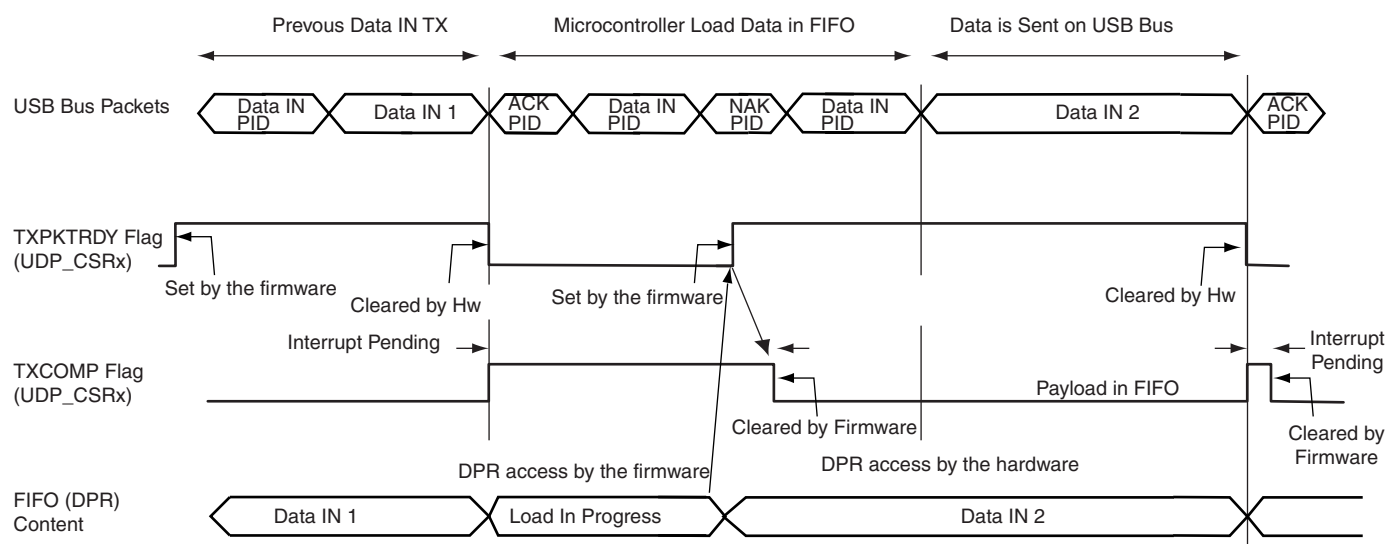 Prevous Data IN TX
Microcontroller Load Data in FIFO
Data is Sent on USB Bus
USB Bus Packets
Data IN
PID
Data IN 1
ACK
PID
Data IN
PID
NAK
PID
Data IN
PID
Data IN 2
ACK
PID
TXPKTRDY Flag
(UDP_CSRx)
Set by the firmware
Cleared by Hw
Set by the firmware
Cleared by Hw
Interrupt Pending
Interrupt
Pending
TXCOMP Flag
(UDP_CSRx)
Payload in FIFO
Cleared by Firmware
Cleared by
Firmware
DPR access by the firmware
DPR access by the hardware
FIFO (DPR)
Content
Data IN 1
Load In Progress
Data IN 2